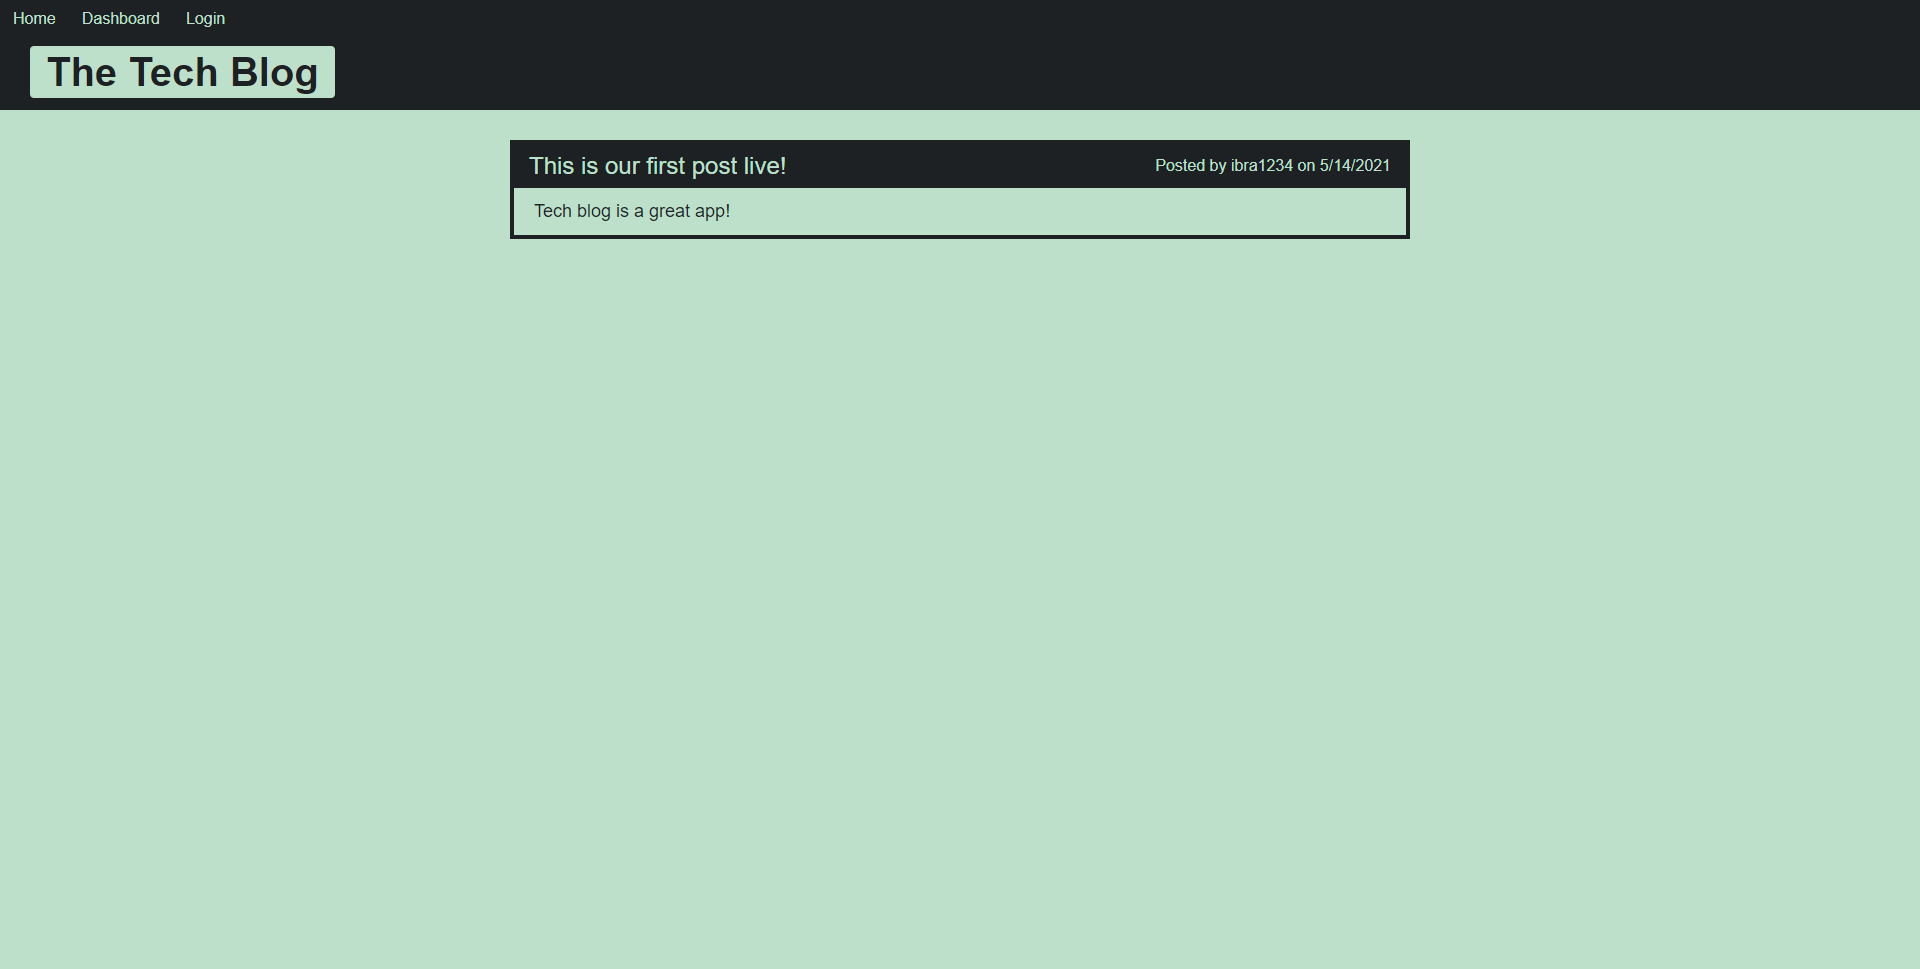 Home Dashboard Login
The Tech Blog
This is our first post live! Posted by ibra1234 on 5/14/2021
Tech blog is a great app!